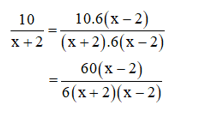 10/(x+2) = 10.6(x−2)/((x+2).6(x−2))
= 60(x−2)/(6(x+2)(x−2))